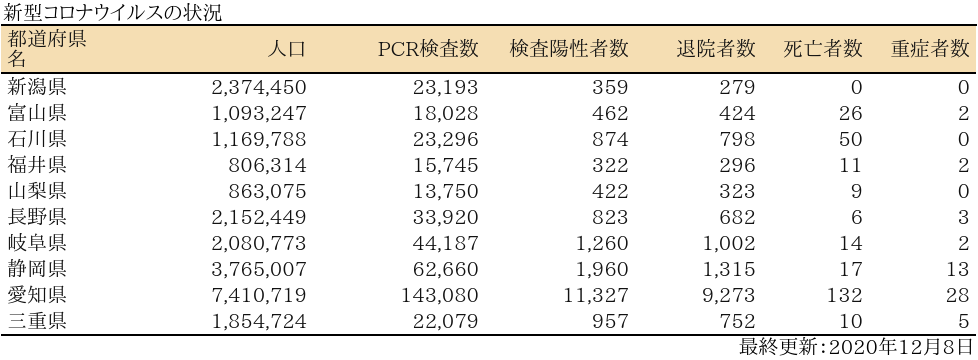 新型コロナウイルスの状況
都道府県名 人口 PCR検査数 検査陽性者数 退院者数 死亡者数 重症者数
新潟県 2,374,450 23,193 359 279 0 0
富山県 1,093,247 18,028 462 424 26 2
石川県 1,169,788 23,296 874 798 50 0
福井県 806,314 15,745 322 296 11 2
山梨県 863,075 13,750 422 323 9 0
長野県 2,152,449 33,920 823 682 6 3
岐阜県 2,080,773 44,187 1,260 1,002 14 2
静岡県 3,765,007 62,660 1,960 1,315 17 13
愛知県 7,410,719 143,080 11,327 9,273 132 28
三重県 1,854,724 22,079 957 752 10 5
最終更新：2020年12月8日